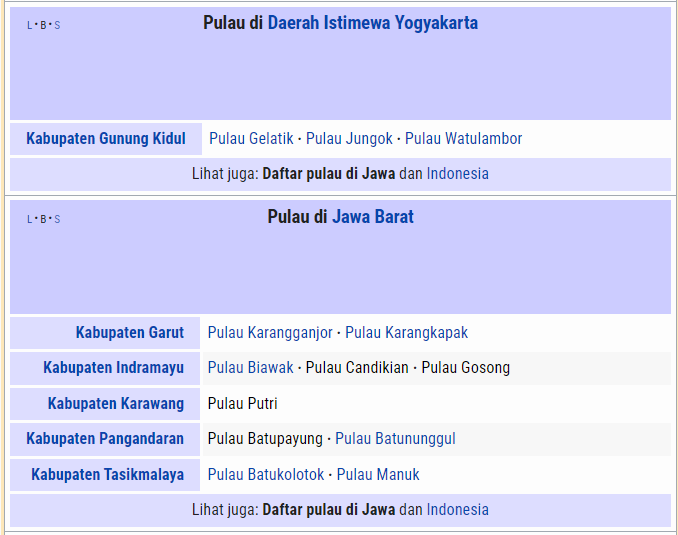 L • B • S
Pulau di Daerah Istimewa Yogyakarta
Kabupaten Gunung Kidul Pulau Gelatik · Pulau Jungok · Pulau Watulambor
Lihat juga: Daftar pulau di Jawa dan Indonesia
L • B • S
Pulau di Jawa Barat
Kabupaten Garut Pulau Karangganjor · Pulau Karangkapak
Kabupaten Indramayu Pulau Biawak · Pulau Candikian · Pulau Gosong
Kabupaten Karawang Pulau Putri
Kabupaten Pangandaran Pulau Batupayung · Pulau Batununggul
Kabupaten Tasikmalaya Pulau Batukolotok · Pulau Manuk
Lihat juga: Daftar pulau di Jawa dan Indonesia